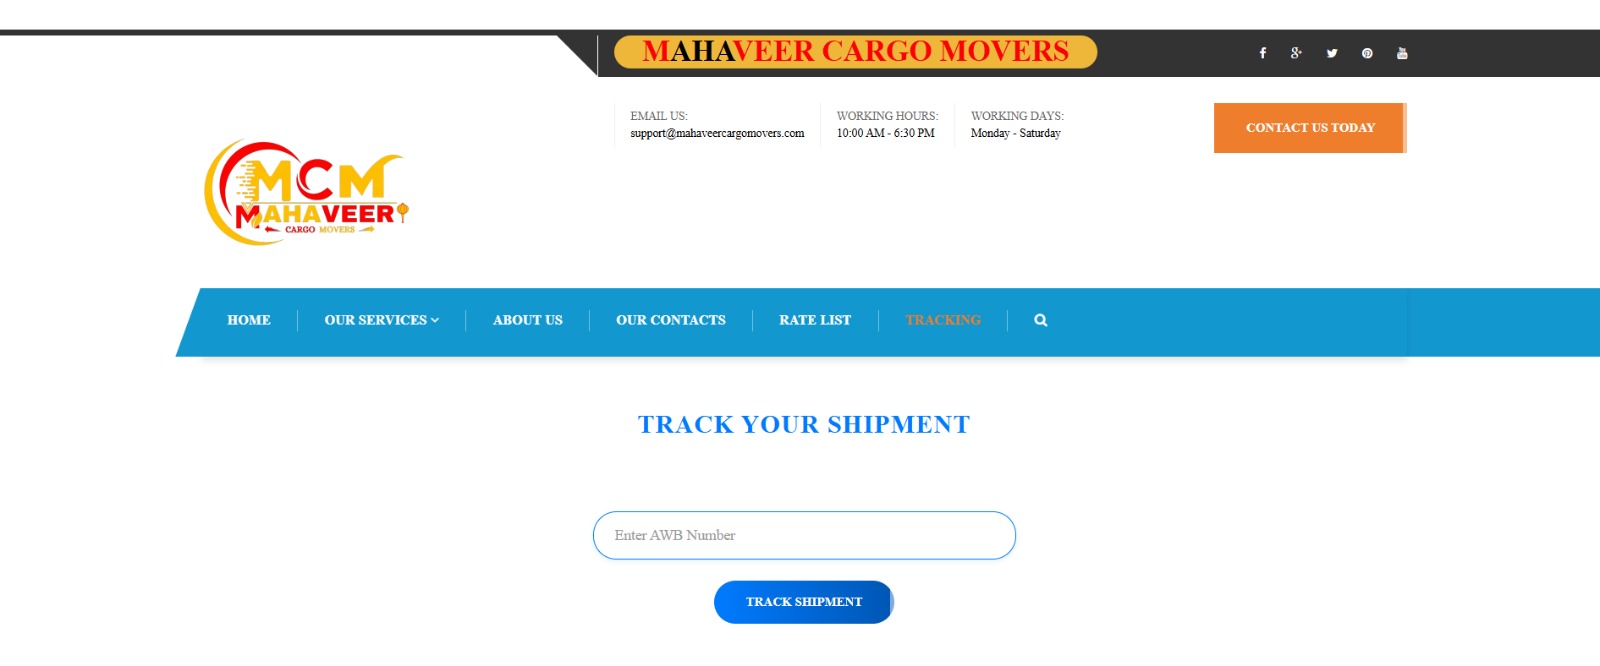 MAHAVEER CARGO MOVERS
EMAIL US:
support@mahaveercargomovers.com
WORKING HOURS:
10:00 AM - 6:30 PM
WORKING DAYS:
Monday - Saturday
CONTACT US TODAY
MCM
MAHAVEER
CARGO MOVERS
HOME
OUR SERVICES
ABOUT US
OUR CONTACTS
RATE LIST
TRACKING
TRACK YOUR SHIPMENT
Enter AWB Number
TRACK SHIPMENT